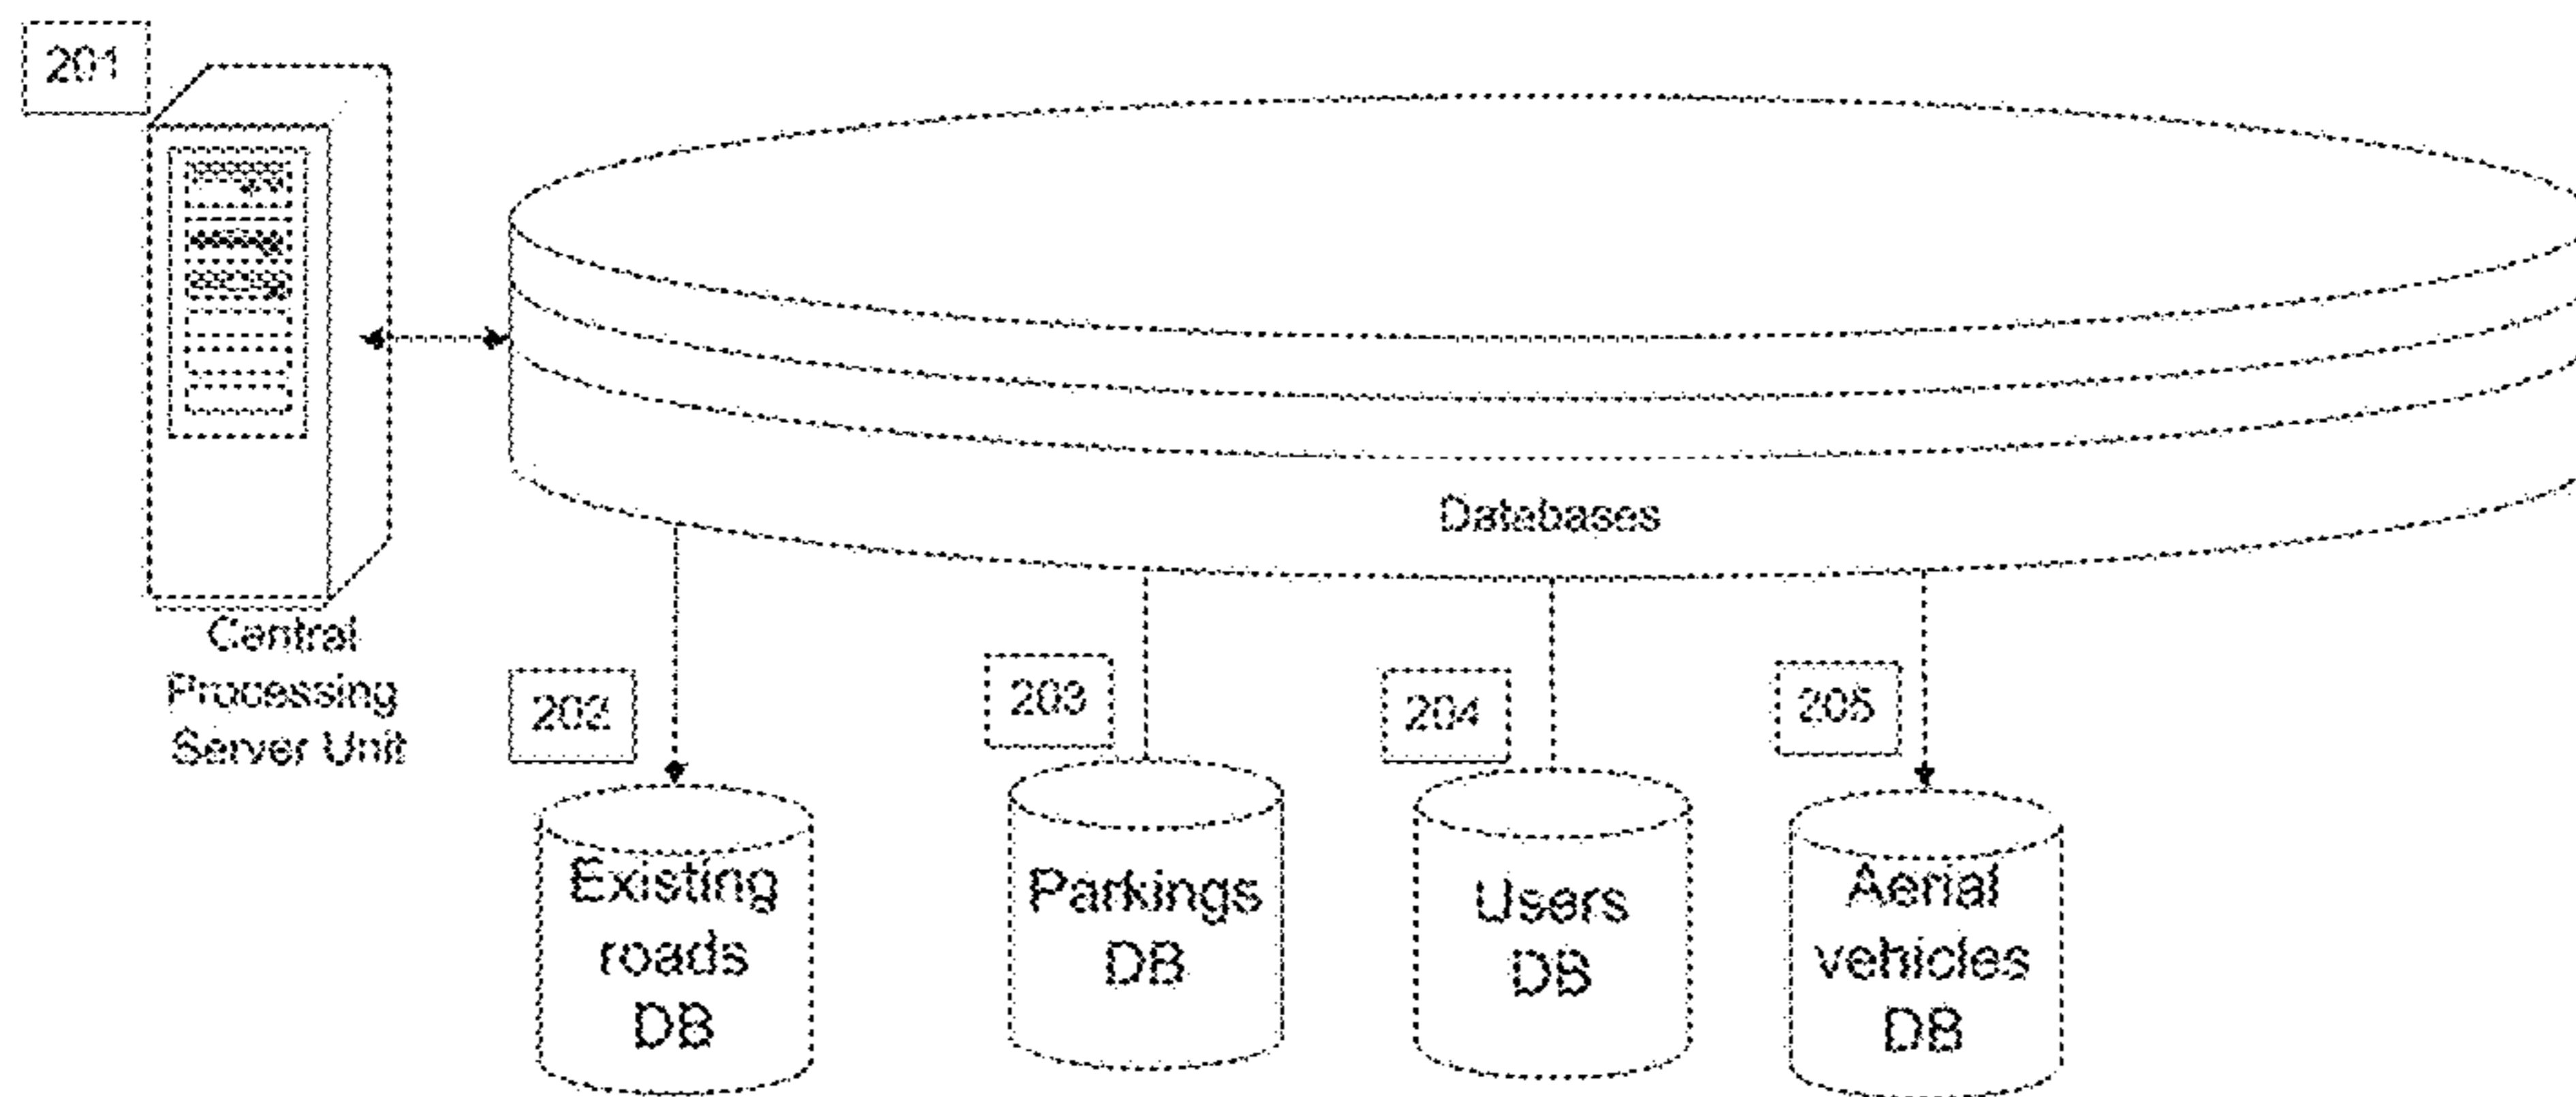 201
Central
Processing
Server Unit
Databases
202
203
204
205
Existing
roads
DB
Parkings
DB
Users
DB
Aerial
vehicles
DB